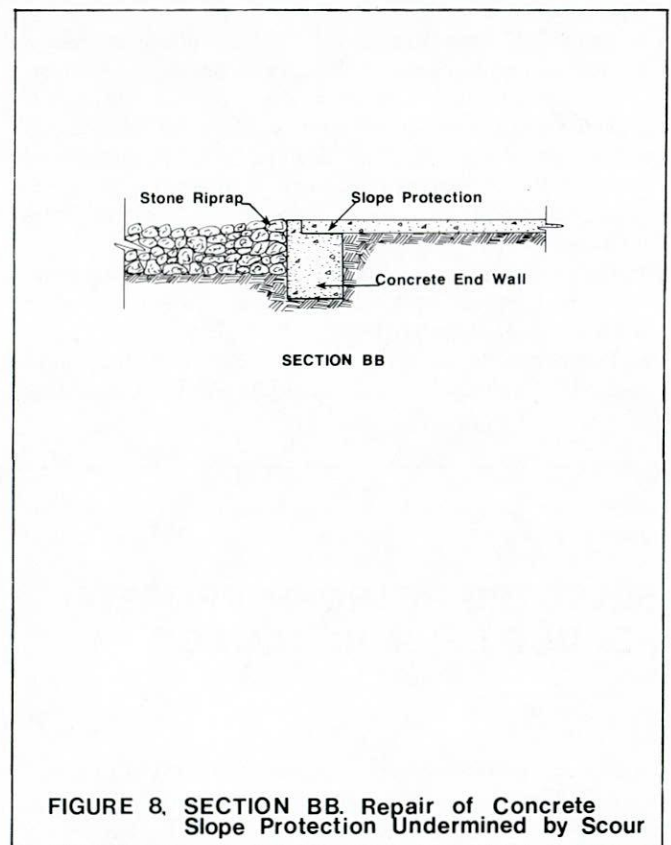 Stone Riprap
Slope Protection
Concrete End Wall
SECTION BB
FIGURE 8, SECTION BB. Repair of Concrete
Slope Protection Undermined by Scour